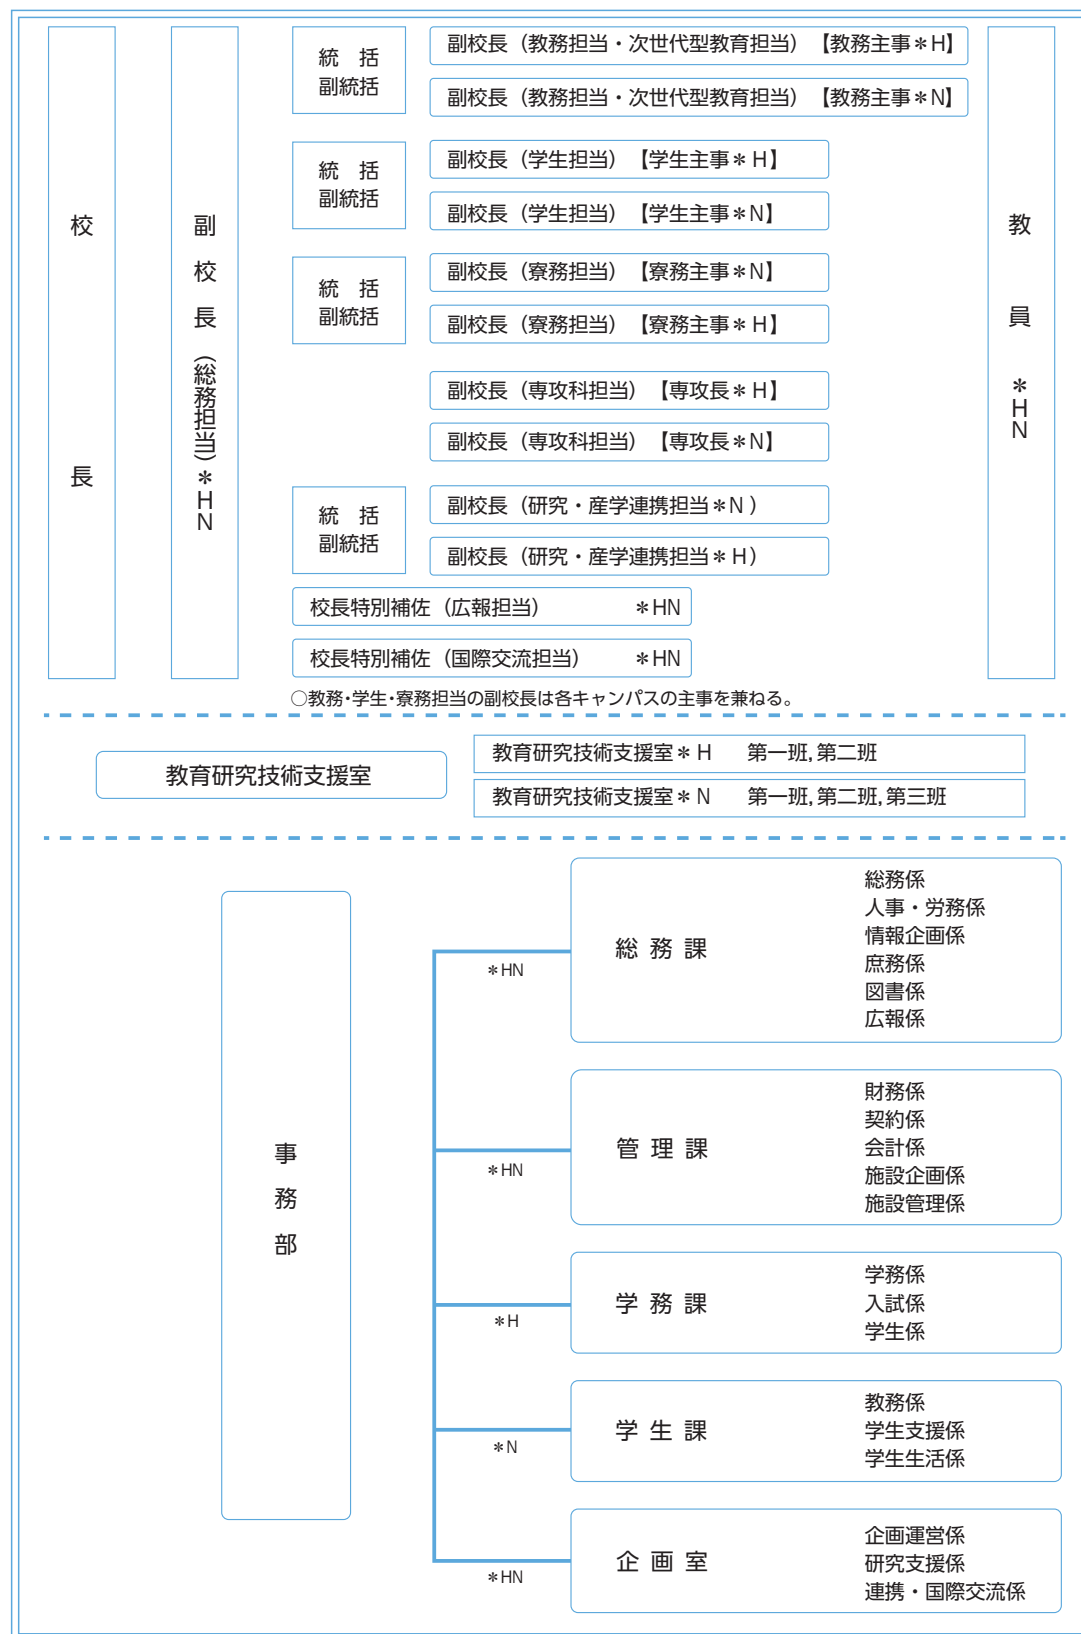 校長
副校長（総務担当）＊HN
統　括
副統括
副校長（教務担当・次世代型教育担当）【教務主事＊H】
副校長（教務担当・次世代型教育担当）【教務主事＊N】
統　括
副統括
副校長（学生担当）【学生主事＊H】
副校長（学生担当）【学生主事＊N】
統　括
副統括
副校長（寮務担当）【寮務主事＊N】
副校長（寮務担当）【寮務主事＊H】
副校長（専攻科担当）【専攻長＊H】
副校長（専攻科担当）【専攻長＊N】
統　括
副統括
副校長（研究・産学連携担当＊N）
副校長（研究・産学連携担当＊H）
校長特別補佐（広報担当）　＊HN
校長特別補佐（国際交流担当）　＊HN
教員＊HN
○教務・学生・寮務担当の副校長は各キャンパスの主事を兼ねる。
教育研究技術支援室
教育研究技術支援室＊H　第一班,第二班
教育研究技術支援室＊N　第一班,第二班,第三班
事務部
＊HN
総務課
総務係
人事・労務係
情報企画係
庶務係
図書係
広報係
＊HN
管理課
財務係
契約係
会計係
施設企画係
施設管理係
＊H
学務課
学務係
入試係
学生係
＊N
学生課
教務係
学生支援係
学生生活係
＊HN
企画室
企画運営係
研究支援係
連携・国際交流係